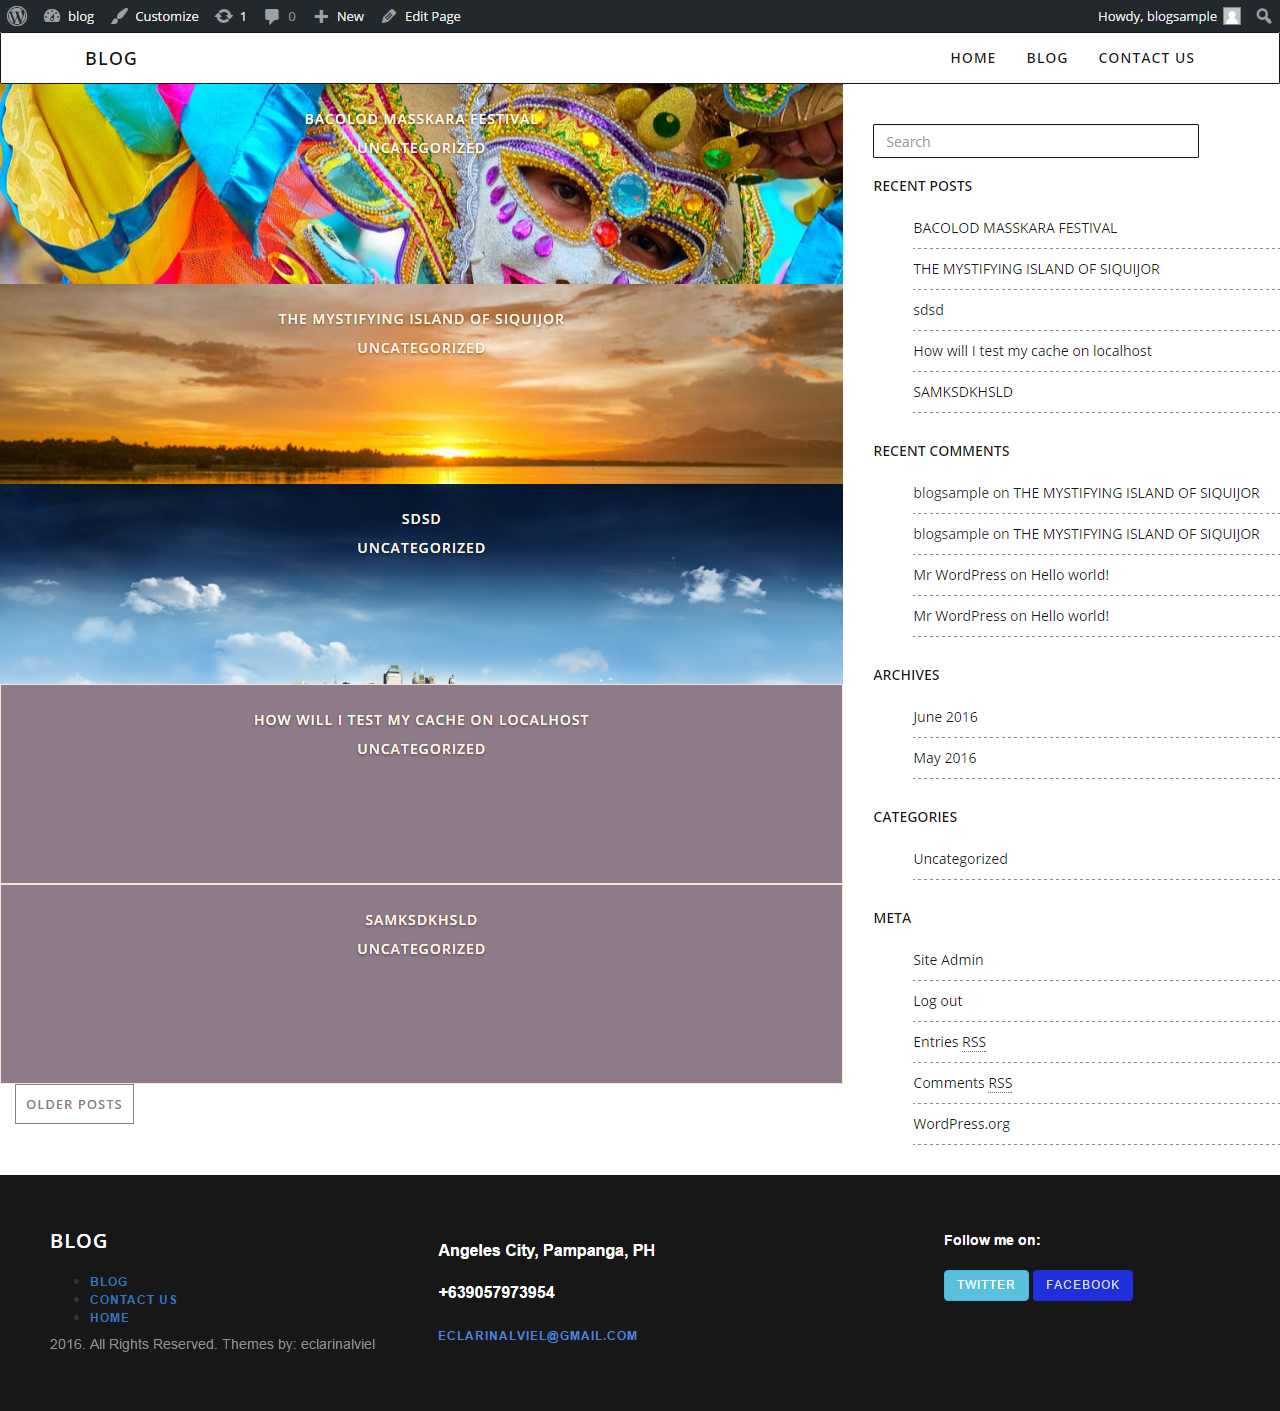 blog Customize 1 0 New Edit Page Howdy, blogsample
BLOG HOME BLOG CONTACT US
BACOLOD MASSKARA FESTIVAL
UNCATEGORIZED
THE MYSTIFYING ISLAND OF SIQUIJOR
UNCATEGORIZED
SDSD
UNCATEGORIZED
HOW WILL I TEST MY CACHE ON LOCALHOST
UNCATEGORIZED
SAMKSDKHSLD
UNCATEGORIZED
OLDER POSTS
Search
RECENT POSTS
BACOLOD MASSKARA FESTIVAL
THE MYSTIFYING ISLAND OF SIQUIJOR
sdsd
How will I test my cache on localhost
SAMKSDKHSLD
RECENT COMMENTS
blogsample on THE MYSTIFYING ISLAND OF SIQUIJOR
blogsample on THE MYSTIFYING ISLAND OF SIQUIJOR
Mr WordPress on Hello world!
Mr WordPress on Hello world!
ARCHIVES
June 2016
May 2016
CATEGORIES
Uncategorized
META
Site Admin
Log out
Entries RSS
Comments RSS
WordPress.org
BLOG
BLOG
CONTACT US
HOME
2016. All Rights Reserved. Themes by: eclarinalviel
Angeles City, Pampanga, PH
+639057973954
ECLARINALVIEL@GMAIL.COM
Follow me on:
TWITTER FACEBOOK